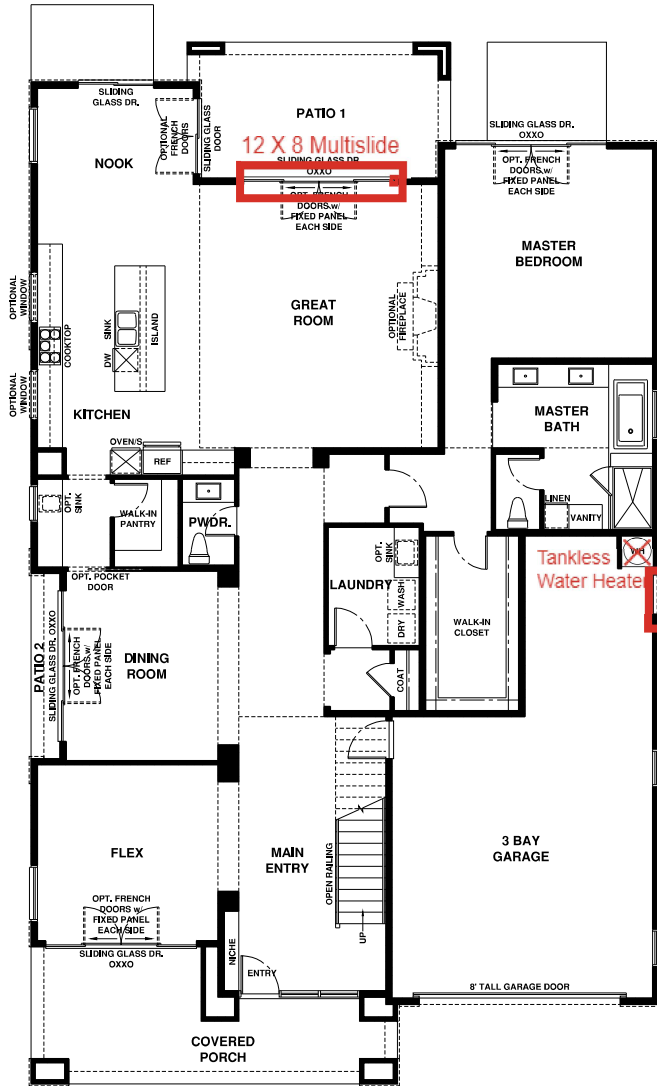 SLIDING
GLASS DR.
NOOK
OPTIONAL
FRENCH
DOORS
SLIDING GLASS
DOOR
PATIO 1
12 X 8 Multislide
SLIDING GLASS DR.
OXXO
OPT. FRENCH
DOORS w/
FIXED PANEL
EACH SIDE
SLIDING GLASS DR.
OXXO
OPT. FRENCH
DOORS w/
FIXED PANEL
EACH SIDE
MASTER
BEDROOM
GREAT
ROOM
OPTIONAL
FIREPLACE
OPTIONAL
WINDOW
COOKTOP
SINK
DW
ISLAND
OPTIONAL
WINDOW
KITCHEN
OVEN/S
REF
MASTER
BATH
LINEN
VANITY
OPT.
SINK
WALK-IN
PANTRY
PWDR.
OPT. POCKET
DOOR
LAUNDRY
OPT.
SINK
WASH
DRY
COAT
WALK-IN
CLOSET
Tankless
Water Heater
WH
PATIO 2
SLIDING GLASS DR. OXXO
OPT. FRENCH
DOORS w/
FIXED PANEL
EACH SIDE
DINING
ROOM
FLEX
OPT. FRENCH
DOORS w/
FIXED PANEL
EACH SIDE
SLIDING GLASS DR.
OXXO
MAIN
ENTRY
OPEN RAILING
UP
NICHE
ENTRY
3 BAY
GARAGE
8' TALL GARAGE DOOR
COVERED
PORCH